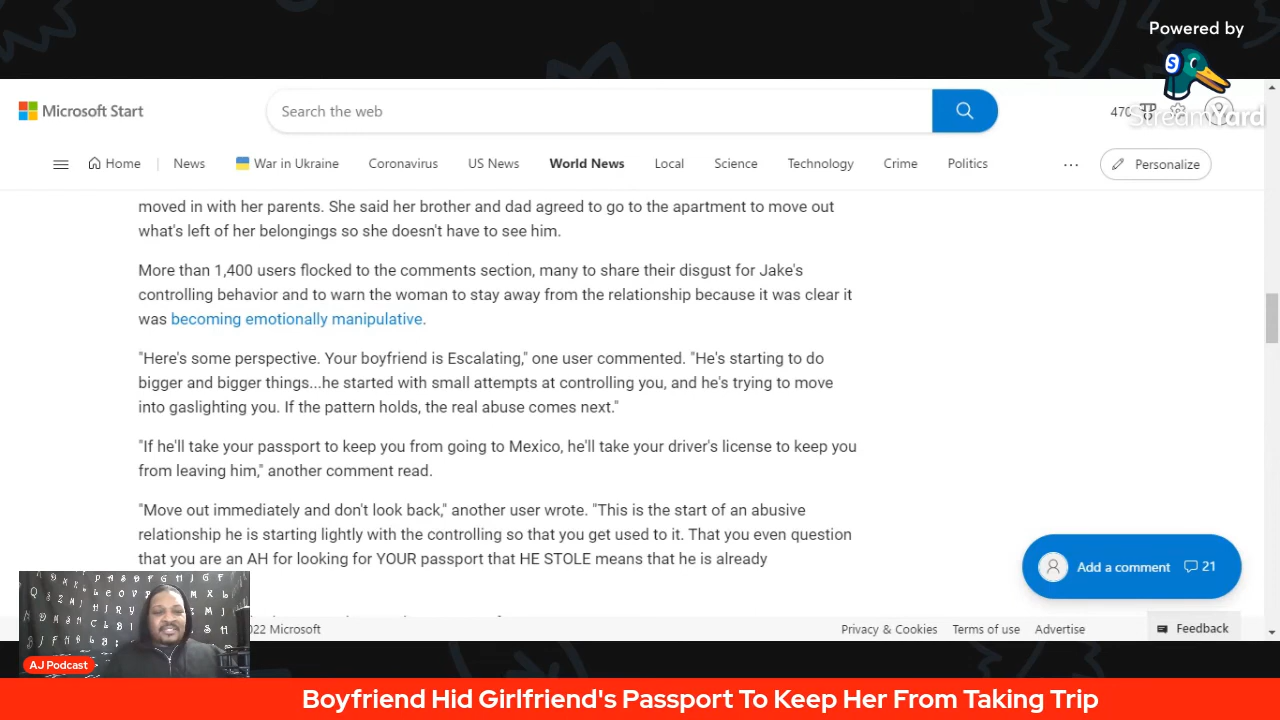 Powered by
S
StreamYard
Microsoft Start
Search the web
470
Home
News
War in Ukraine
Coronavirus
US News
World News
Local
Science
Technology
Crime
Politics
...
Personalize
moved in with her parents. She said her brother and dad agreed to go to the apartment to move out
what's left of her belongings so she doesn't have to see him.
More than 1,400 users flocked to the comments section, many to share their disgust for Jake's
controlling behavior and to warn the woman to stay away from the relationship because it was clear it
was becoming emotionally manipulative.
"Here's some perspective. Your boyfriend is Escalating," one user commented. "He's starting to do
bigger and bigger things...he started with small attempts at controlling you, and he's trying to move
into gaslighting you. If the pattern holds, the real abuse comes next."
"If he'll take your passport to keep you from going to Mexico, he'll take your driver's license to keep you
from leaving him," another comment read.
"Move out immediately and don't look back," another user wrote. "This is the start of an abusive
relationship he is starting lightly with the controlling so that you get used to it. That you even question
that you are an AH for looking for YOUR passport that HE STOLE means that he is already
Add a comment
21
2022 Microsoft
Privacy & Cookies
Terms of use
Advertise
Feedback
AJ Podcast
Boyfriend Hid Girlfriend's Passport To Keep Her From Taking Trip